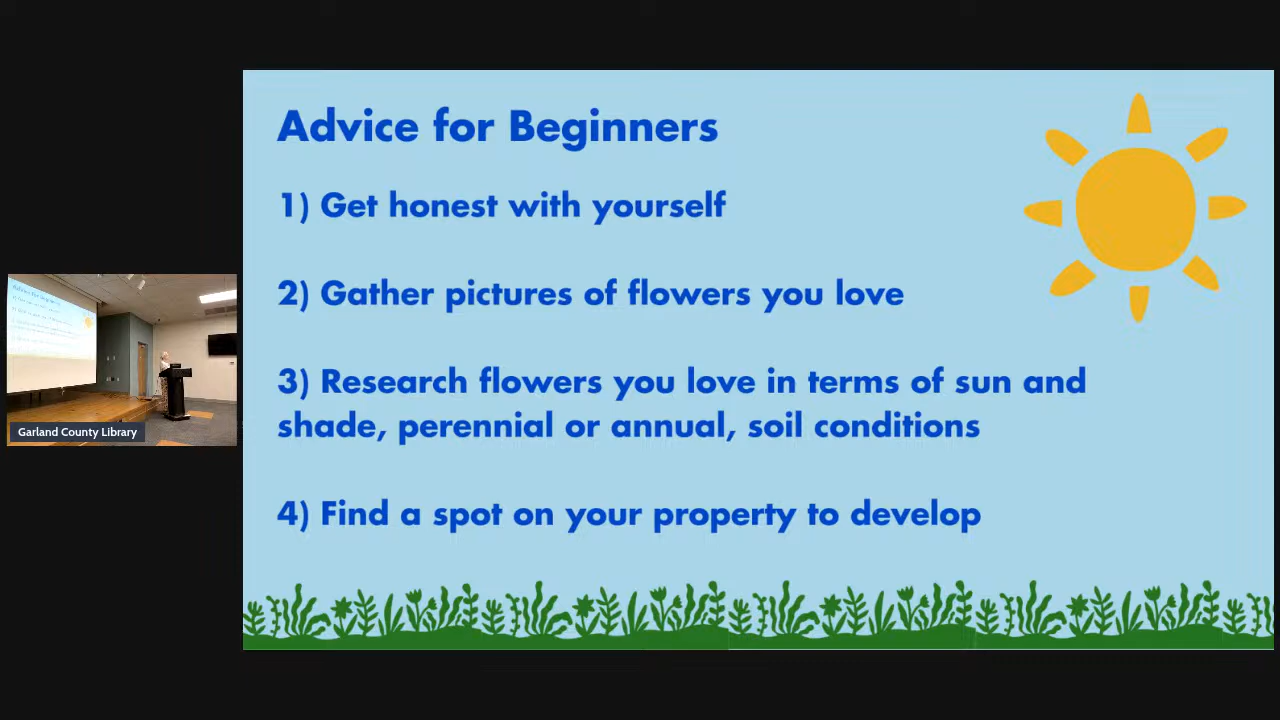 Advice for Beginners
1) Get honest with yourself
2) Gather pictures of flowers you love
3) Research flowers you love in terms of sun and
shade, perennial or annual, soil conditions
4) Find a spot on your property to develop
Garland County Library